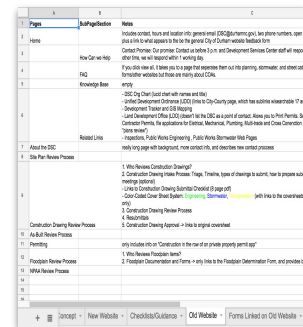 A B C
1 Pages SubPage/Section Notes
Includes contact, tours and location info: general email (DSC@durhamnc.gov), two phone numbers, open
2 Home plus a link to what appears to be the general City of Durham website feedback form
Contact Promise: Our promise: Contact us before 3 p.m. and Development Services Center staff will respo
3 How Can we Help other time, we will respond within 1 working day.
If you click view all, it takes you to a page that separates them out into planning, stormwater, and street cat
4 FAQ forms/other websites but those are mainly about COAs.
5 Knowledge Base empty
- DSC Org Chart (lucid chart with names and title)
- Unified Development Ordinance (UDO) (links to City-County page, which has sublinks
- Development Tracker and GIS Mapping
- Land Development Office (LDO) (doesn't list the DSC as a point of contact. Allows you to Print Permits. S
Contractor Permits, file applications for Electrical, Mechanical, Plumbing, Multi-trade and Cross Connection
"plans review")
6 Related Links - Inspections, Public Works Engineering , Public Works Stormwater Web Pages
7 About the DSC really long page with background, more contact info, and describes new contact process
8 Site Plan Review Process
1. Who Reviews Construction Drawings?
2. Construction Drawing Intake Process: Triages, Timeline, types of drawings to submit, how to prepare sub
meetings (optional)
- Links to Construction Drawing Submittal Checklist (8 page pdf)
- Color-Coded Cover Sheet System: Engineering, Stormwater, (with links to the coversheet
only)
3. Construction Drawing Review Process
4. Resubmittals
9 Construction Drawing Review Process 5. Construction Drawing Approval -> links to original coversheet
10 As-Built Review Process
11 Permitting only includes info on "Construction in the row of an private property permit app"
1. Who Reviews Floodplain items?
12 Floodplain Review Process 2. Floodplain Documentation and Forms -> only links to the Floodplain Determination Form, and provides b
13 NPAA Review Process
14
15
16
+ ≡ Concept New Website Checklists/Guidance Old Website Forms Linked on Old Website